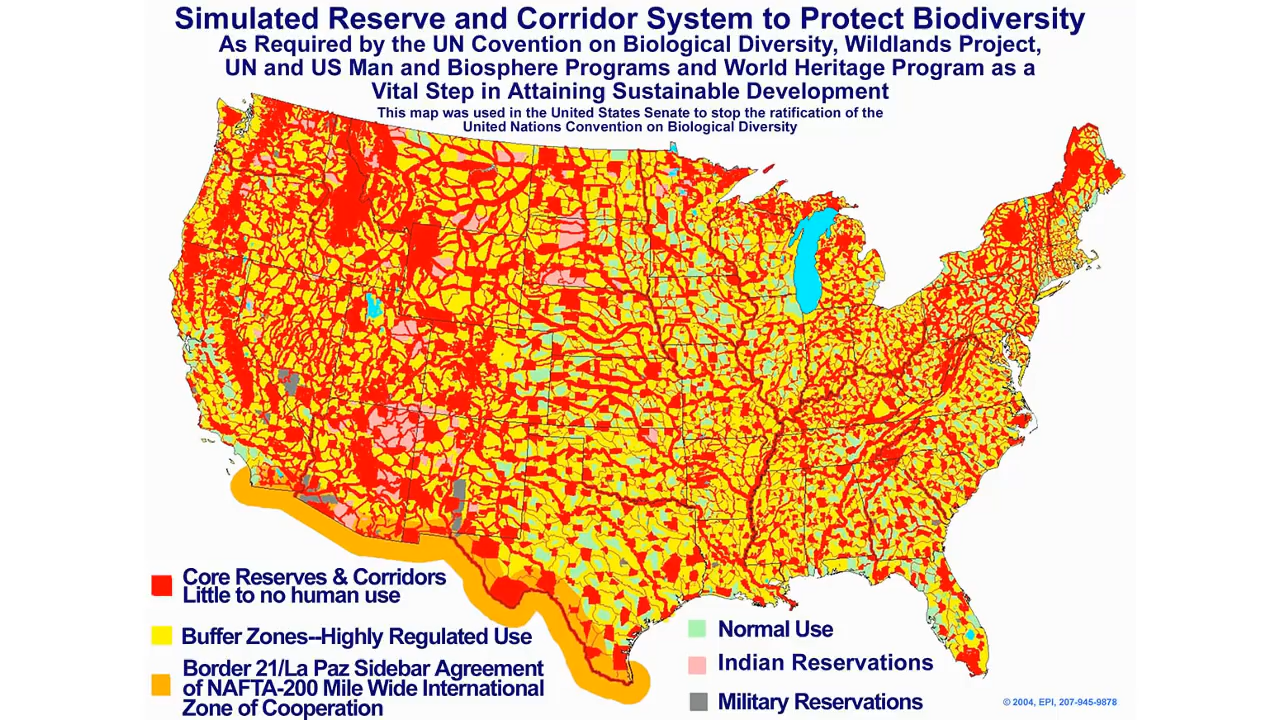 Simulated Reserve and Corridor System to Protect Biodiversity
As Required by the UN Covention on Biological Diversity, Wildlands Project,
UN and US Man and Biosphere Programs and World Heritage Program as a
Vital Step in Attaining Sustainable Development
This map was used in the United States Senate to stop the ratification of the
United Nations Convention on Biological Diversity
Core Reserves & Corridors
Little to no human use
Buffer Zones--Highly Regulated Use
Border 21/La Paz Sidebar Agreement
of NAFTA-200 Mile Wide International
Zone of Cooperation
Normal Use
Indian Reservations
Military Reservations
© 2004, EPI, 207-945-9878